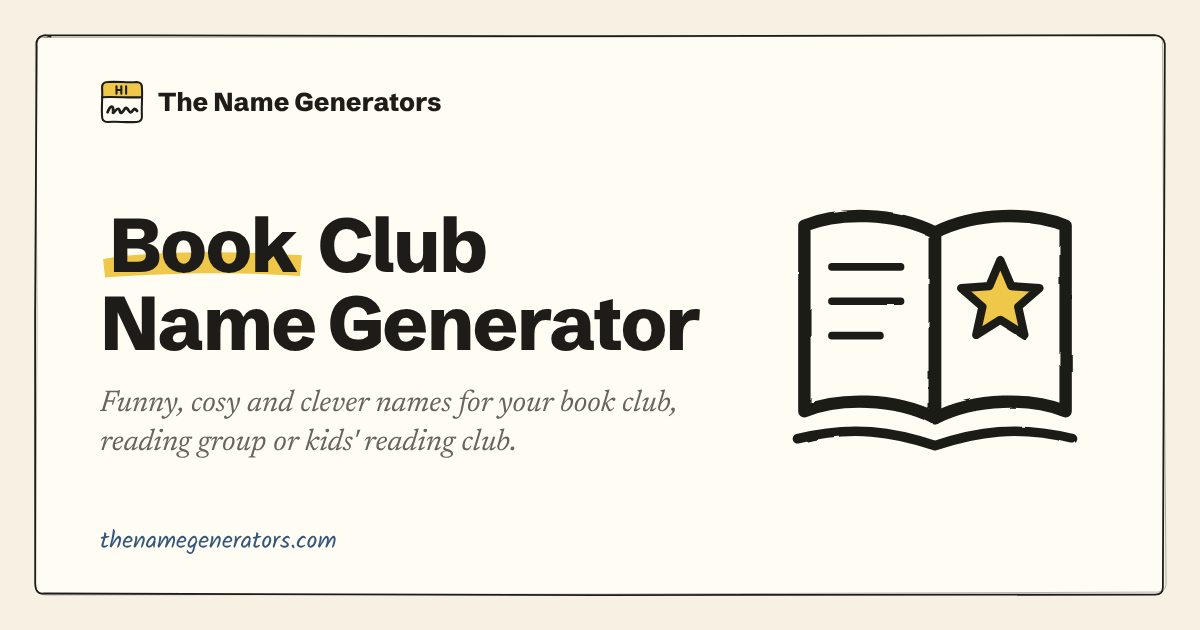 HI
The Name Generators
Book Club
Name Generator
Funny, cosy and clever names for your book club,
reading group or kids' reading club.
thenamegenerators.com